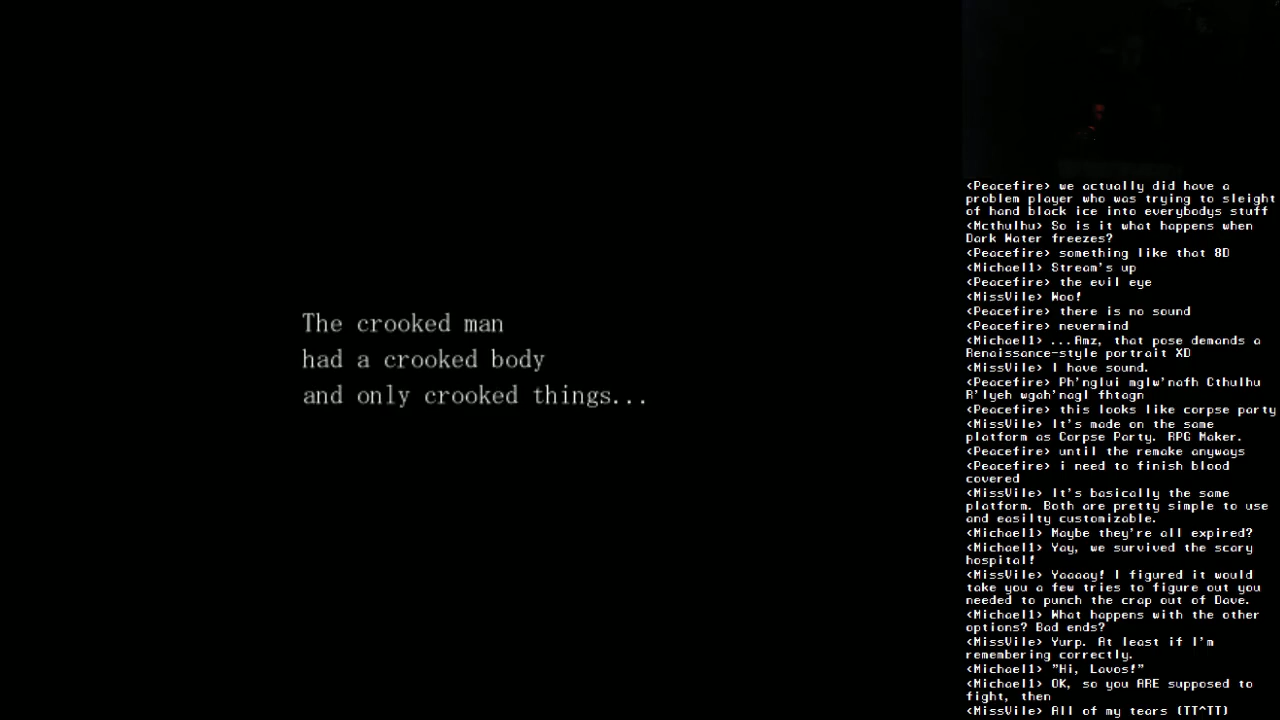 The crooked man
had a crooked body
and only crooked things...
<Peacefire> we actually did have a
problem player who was trying to sleight
of hand black ice into everybodys stuff
<Mcthulhu> So is it what happens when
Dark Water freezes?
<Peacefire> something like that 8D
<Michael1> Stream's up
<Peacefire> the evil eye
<MissVile> Woo!
<Peacefire> there is no sound
<Peacefire> nevermind
<Michael1> ...Amz, that pose demands a
Renaissance-style portrait XD
<MissVile> I have sound.
<Peacefire> Ph'nglui mglw'nafh Cthulhu
R'lyeh wgah'nagl fhtagn
<Peacefire> this looks like corpse party
<MissVile> It's made on the same
platform as Corpse Party. RPG Maker.
<Peacefire> until the remake anyways
<Peacefire> i need to finish blood
covered
<MissVile> It's basically the same
platform. Both are pretty simple to use
and easilty customizable.
<Michael1> Maybe they're all expired?
<Michael1> Yay, we survived the scary
hospital!
<MissVile> Yaaaay! I figured it would
take you a few tries to figure out you
needed to punch the crap out of Dave.
<Michael1> What happens with the other
options? Bad ends?
<MissVile> Yurp. At least if I'm
remembering correctly.
<Michael1> "Hi, Lavos!"
<Michael1> OK, so you ARE supposed to
fight, then
<MissVile> All of my tears (TT^TT)